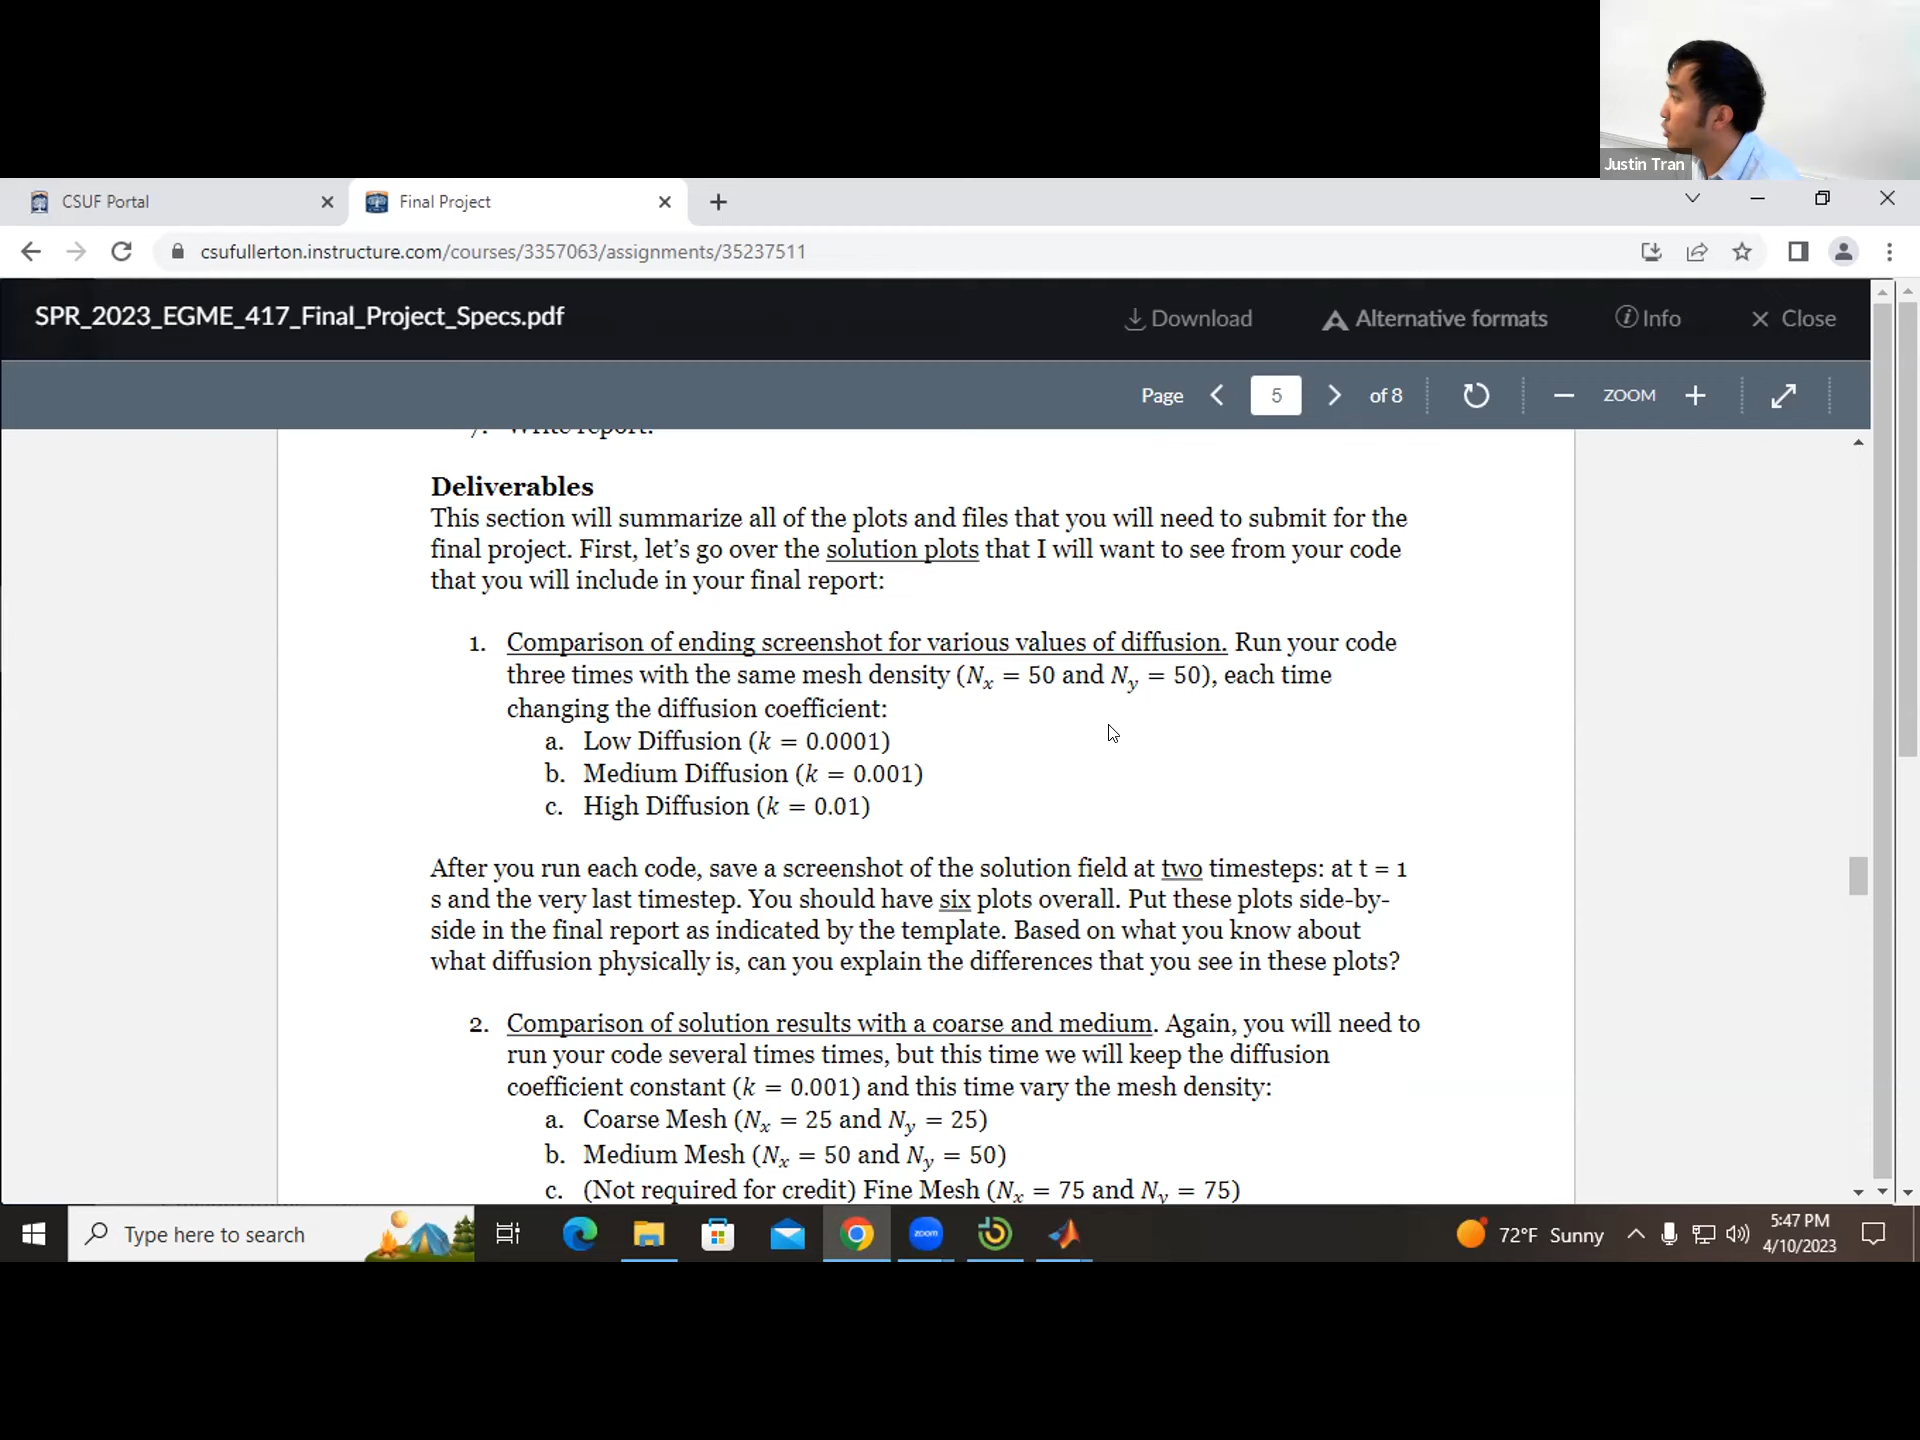 Justin Tran
CSUF Portal
Final Project
csufullerton.instructure.com/courses/3357063/assignments/35237511
SPR_2023_EGME_417_Final_Project_Specs.pdf
Download
Alternative formats
Info
Close
Page 5 of 8
ZOOM
7. Write report.
Deliverables
This section will summarize all of the plots and files that you will need to submit for the
final project. First, let's go over the solution plots that I will want to see from your code
that you will include in your final report:
1. Comparison of ending screenshot for various values of diffusion. Run your code
three times with the same mesh density (Nx = 50 and Ny = 50), each time
changing the diffusion coefficient:
a. Low Diffusion (k = 0.0001)
b. Medium Diffusion (k = 0.001)
c. High Diffusion (k = 0.01)
After you run each code, save a screenshot of the solution field at two timesteps: at t = 1
s and the very last timestep. You should have six plots overall. Put these plots side-by-
side in the final report as indicated by the template. Based on what you know about
what diffusion physically is, can you explain the differences that you see in these plots?
2. Comparison of solution results with a coarse and medium. Again, you will need to
run your code several times times, but this time we will keep the diffusion
coefficient constant (k = 0.001) and this time vary the mesh density:
a. Coarse Mesh (Nx = 25 and Ny = 25)
b. Medium Mesh (Nx = 50 and Ny = 50)
c. (Not required for credit) Fine Mesh (Nx = 75 and Ny = 75)
Type here to search
zoom
72°F Sunny
5:47 PM
4/10/2023